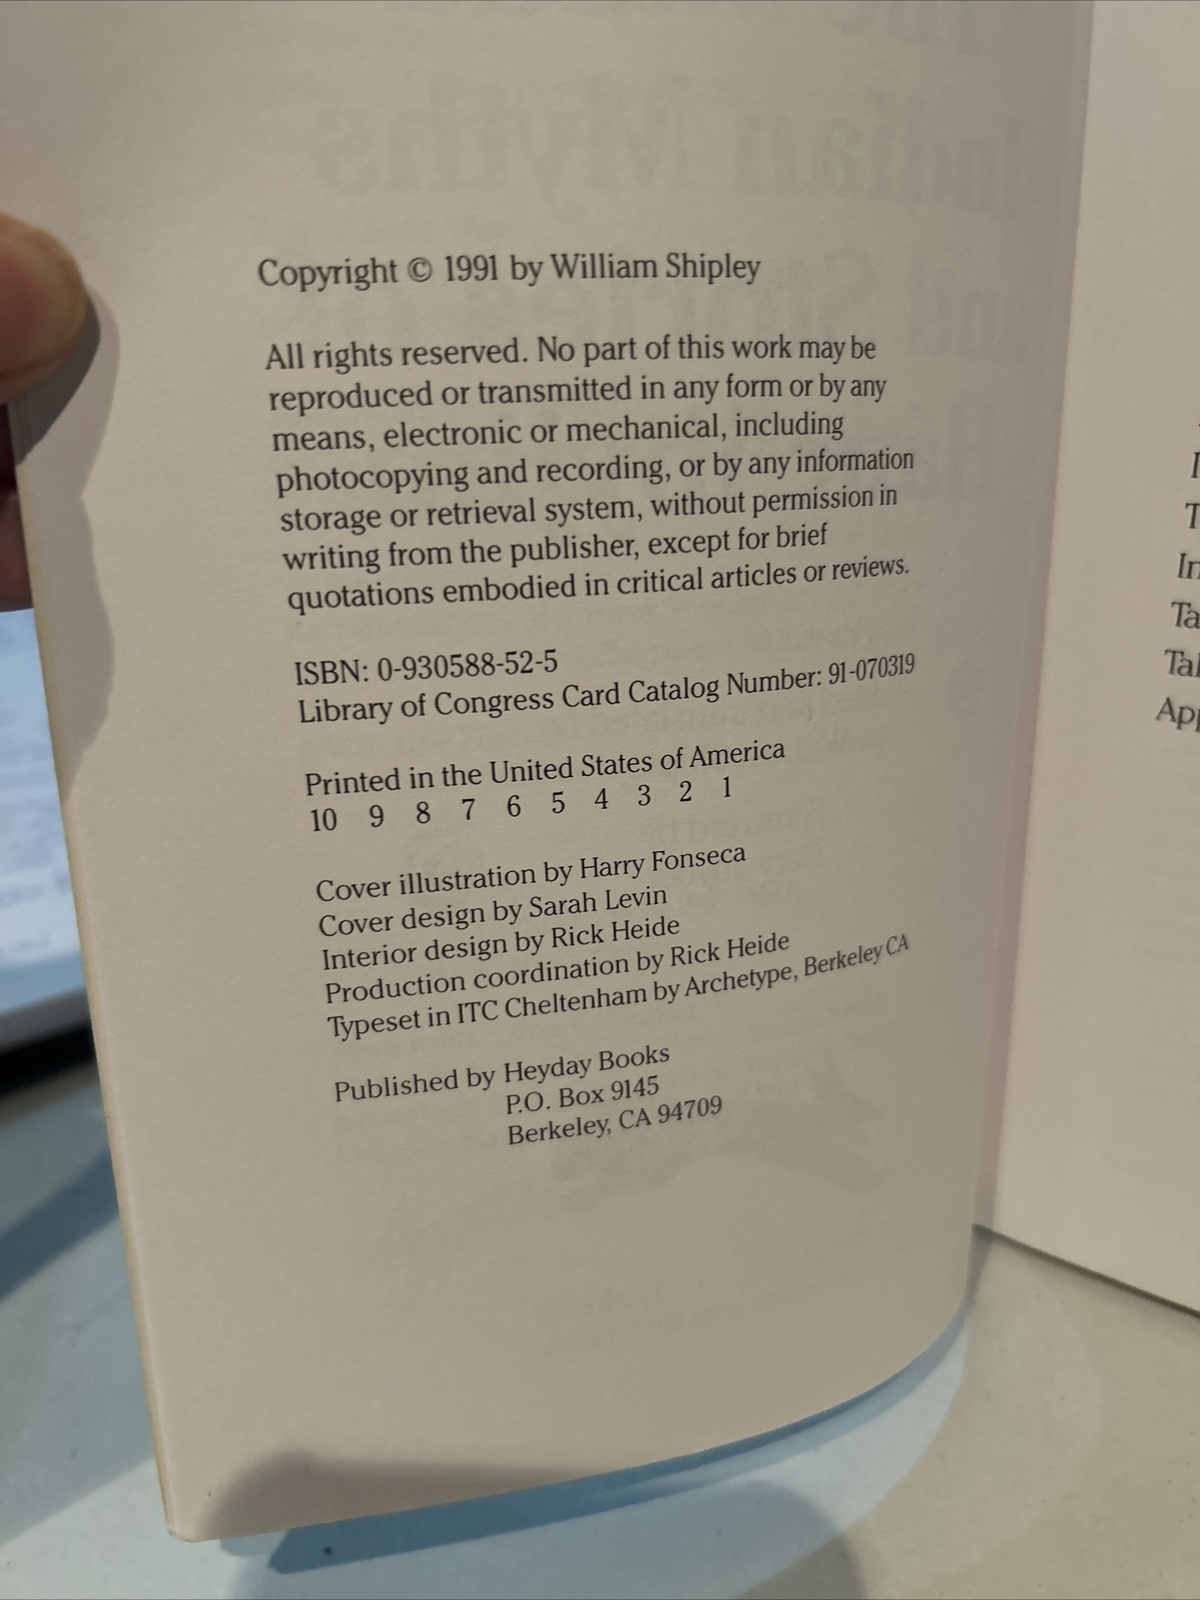 Copyright © 1991 by William Shipley
All rights reserved. No part of this work may be
reproduced or transmitted in any form or by any
means, electronic or mechanical, including
photocopying and recording, or by any information
storage or retrieval system, without permission in
writing from the publisher, except for brief
quotations embodied in critical articles or reviews.
ISBN: 0-930588-52-5
Library of Congress Card Catalog Number: 91-070319
Printed in the United States of America
10 9 8 7 6 5 4 3 2 1
Cover illustration by Harry Fonseca
Cover design by Sarah Levin
Interior design by Rick Heide
Production coordination by Rick Heide
Typeset in ITC Cheltenham by Archetype, Berkeley CA
Published by Heyday Books
P.O. Box 9145
Berkeley, CA 94709